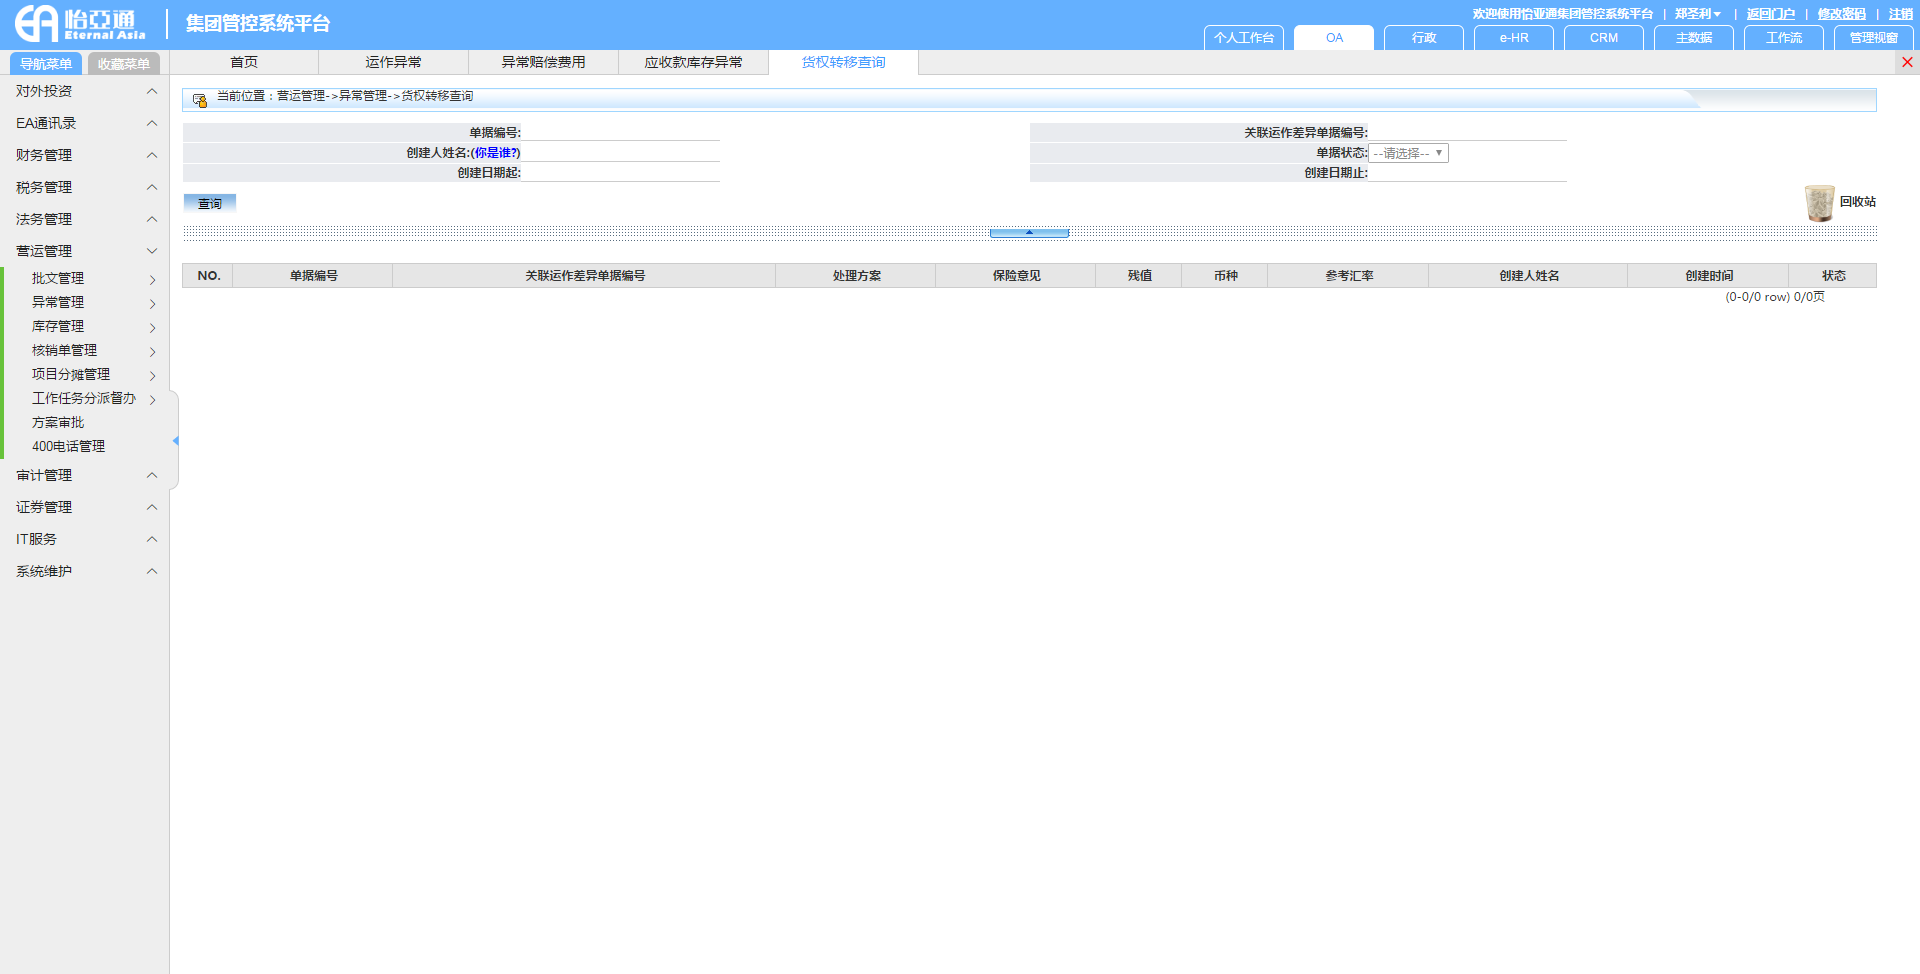 怡亞通
Eternal Asia
集团管控系统平台
欢迎使用怡亚通集团管控系统平台 | 郑圣利 | 返回门户 | 修改密码 | 注销
个人工作台 OA 行政 e-HR CRM 主数据 工作流 管理视窗
导航菜单 收藏菜单 首页 运作异常 异常赔偿费用 应收款库存异常 货权转移查询
对外投资
EA通讯录
财务管理
税务管理
法务管理
营运管理
批文管理
异常管理
库存管理
核销单管理
项目分摊管理
工作任务分派督办
方案审批
400电话管理
审计管理
证券管理
IT服务
系统维护
当前位置：营运管理->异常管理->货权转移查询
单据编号: 关联运作差异单据编号:
创建人姓名:(你是谁?) 单据状态: --请选择--
创建日期起: 创建日期止:
查询 回收站
NO. 单据编号 关联运作差异单据编号 处理方案 保险意见 残值 币种 参考汇率 创建人姓名 创建时间 状态
(0-0/0 row) 0/0页